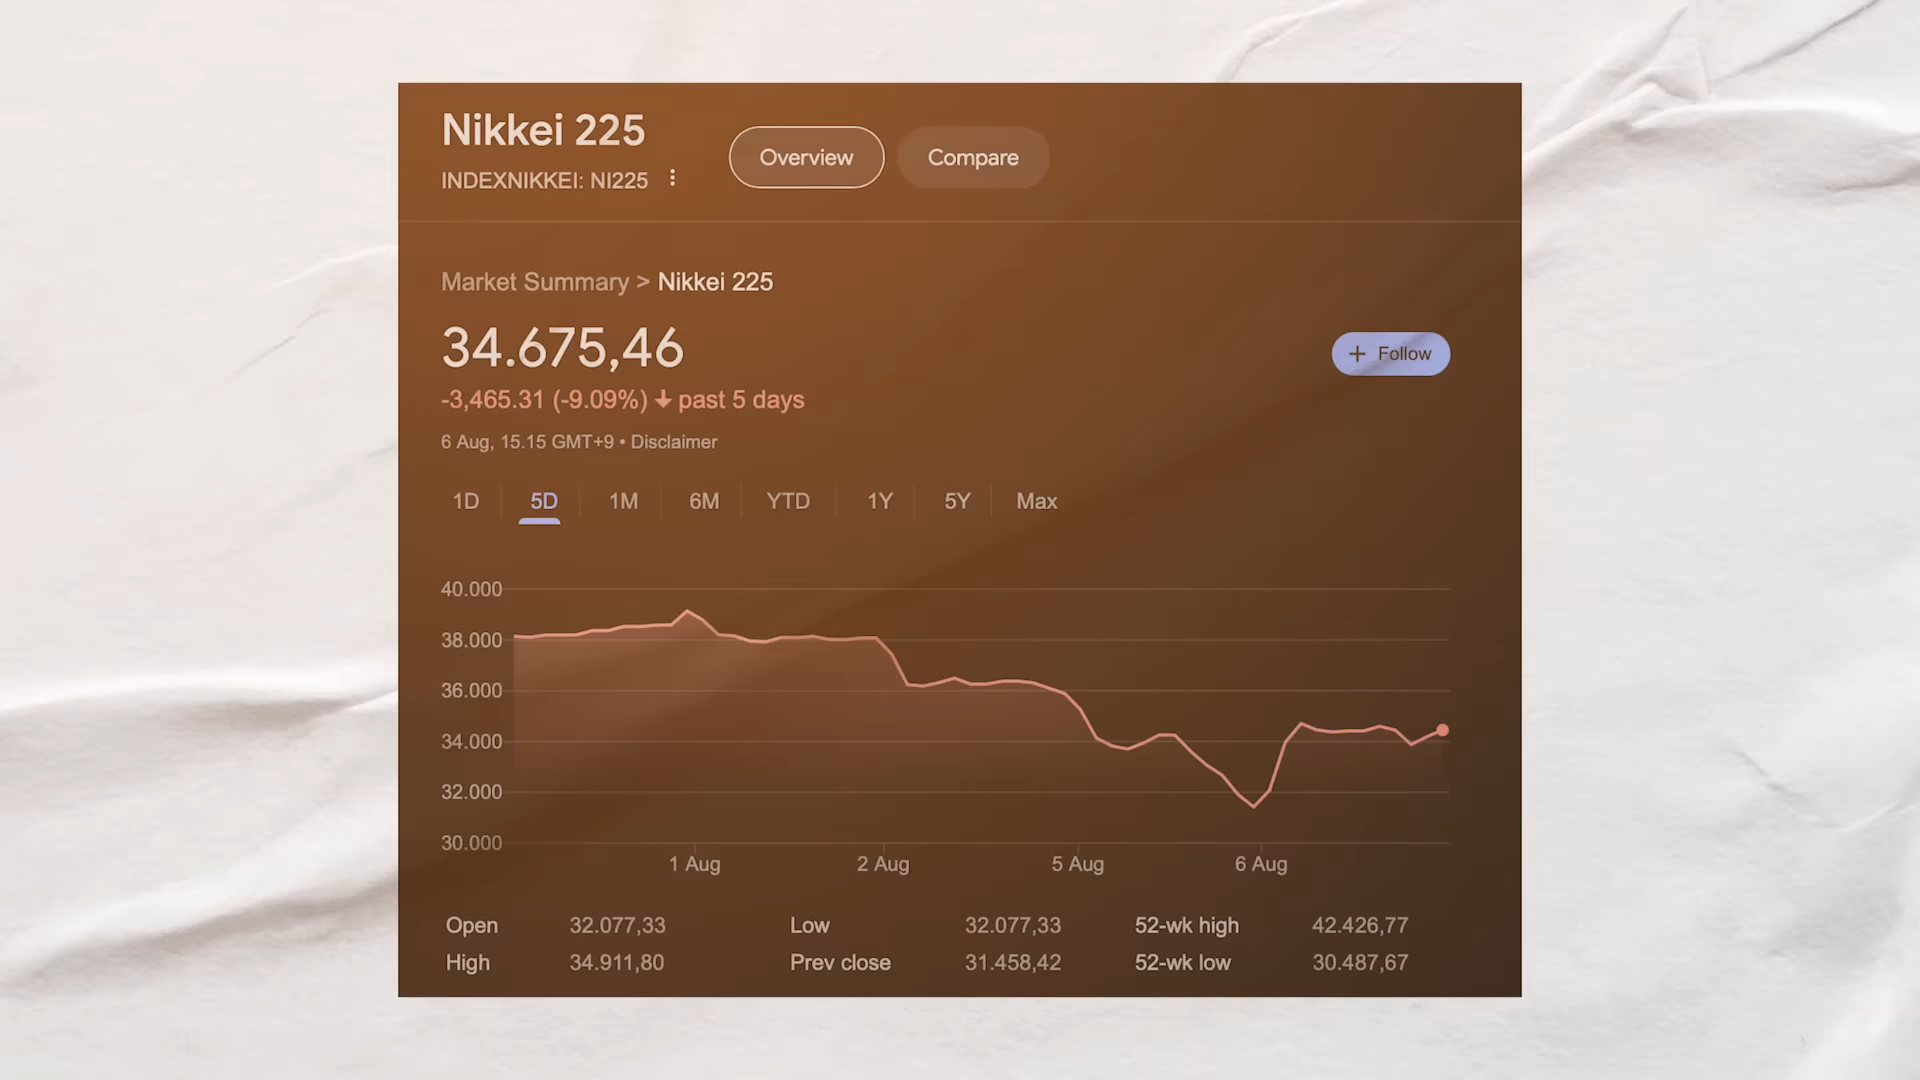 Nikkei 225
INDEXNIKKEI: NI225
Overview
Compare
Market Summary > Nikkei 225
34.675,46
-3,465.31 (-9.09%) ↓ past 5 days
6 Aug, 15.15 GMT+9 • Disclaimer
+ Follow
1D 5D 1M 6M YTD 1Y 5Y Max
40.000
38.000
36.000
34.000
32.000
30.000
1 Aug 2 Aug 5 Aug 6 Aug
Open 32.077,33 Low 32.077,33 52-wk high 42.426,77
High 34.911,80 Prev close 31.458,42 52-wk low 30.487,67